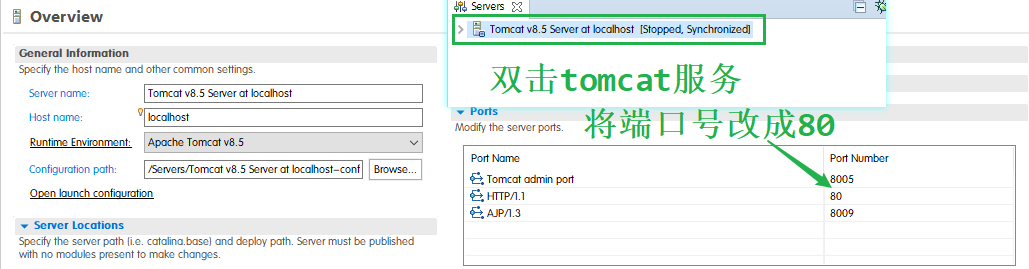 Overview
General Information
Specify the host name and other common settings.
Server name:
Tomcat v8.5 Server at localhost
Host name:
localhost
Runtime Environment:
Apache Tomcat v8.5
Configuration path:
/Servers/Tomcat v8.5 Server at localhost-conf
Browse...
Open launch configuration
Server Locations
Specify the server path (i.e. catalina.base) and deploy path. Server must be published
with no modules present to make changes.
Servers
Tomcat v8.5 Server at localhost [Stopped, Synchronized]
双击tomcat服务
将端口号改成80
Ports
Modify the server ports.
Port Name Port Number
Tomcat admin port 8005
HTTP/1.1 80
AJP/1.3 8009